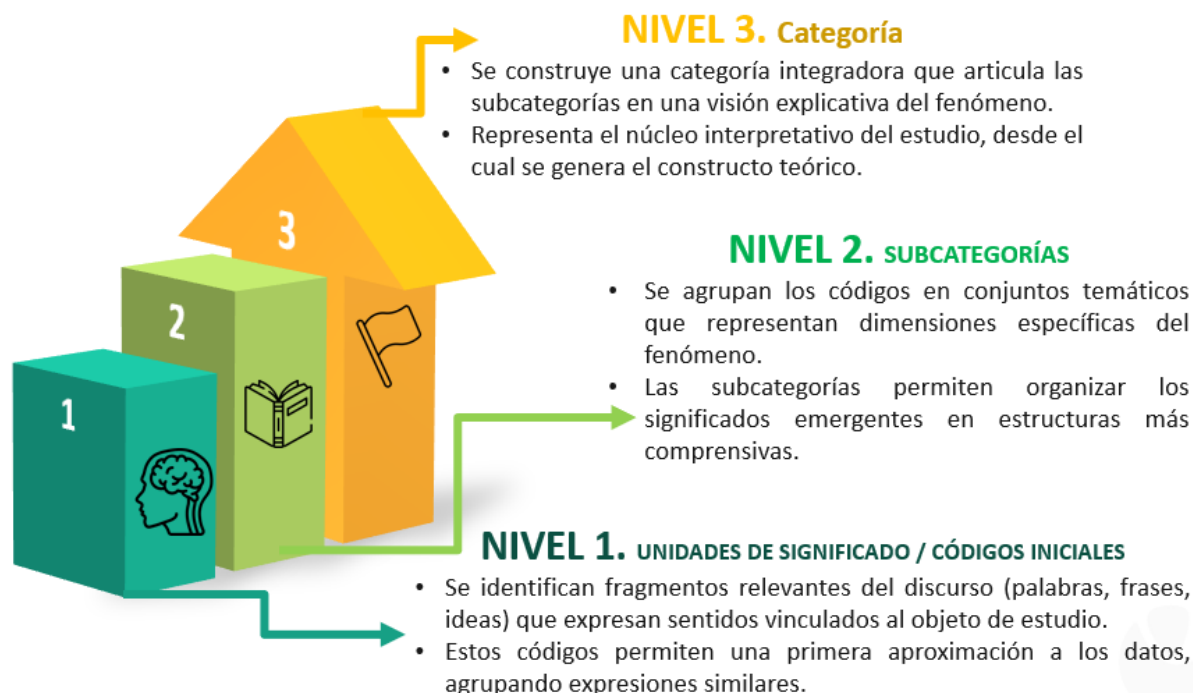 NIVEL 3. Categoría
• Se construye una categoría integradora que articula las
subcategorías en una visión explicativa del fenómeno.
• Representa el núcleo interpretativo del estudio, desde el
cual se genera el constructo teórico.
3
NIVEL 2. SUBCATEGORÍAS
• Se agrupan los códigos en conjuntos temáticos
que representan dimensiones específicas del
fenómeno.
• Las subcategorías permiten organizar los
significados emergentes en estructuras más
comprensivas.
2
1
NIVEL 1. UNIDADES DE SIGNIFICADO / CÓDIGOS INICIALES
• Se identifican fragmentos relevantes del discurso (palabras, frases,
ideas) que expresan sentidos vinculados al objeto de estudio.
• Estos códigos permiten una primera aproximación a los datos,
agrupando expresiones similares.